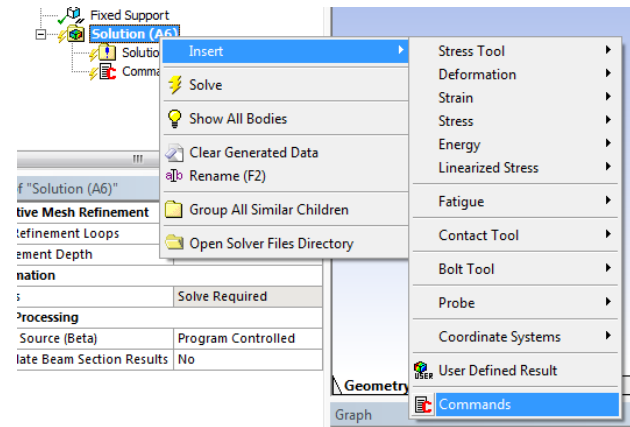 Fixed Support
Solution (A6)
Solutio
Comma
Insert
Solve
Show All Bodies
Clear Generated Data
Rename (F2)
Group All Similar Children
Open Solver Files Directory
Stress Tool
Deformation
Strain
Stress
Energy
Linearized Stress
Fatigue
Contact Tool
Bolt Tool
Probe
Coordinate Systems
User Defined Result
Commands
f "Solution (A6)"
tive Mesh Refinement
Refinement Loops
ement Depth
mation
s Solve Required
Processing
Source (Beta) Program Controlled
late Beam Section Results No
Geometry
Graph